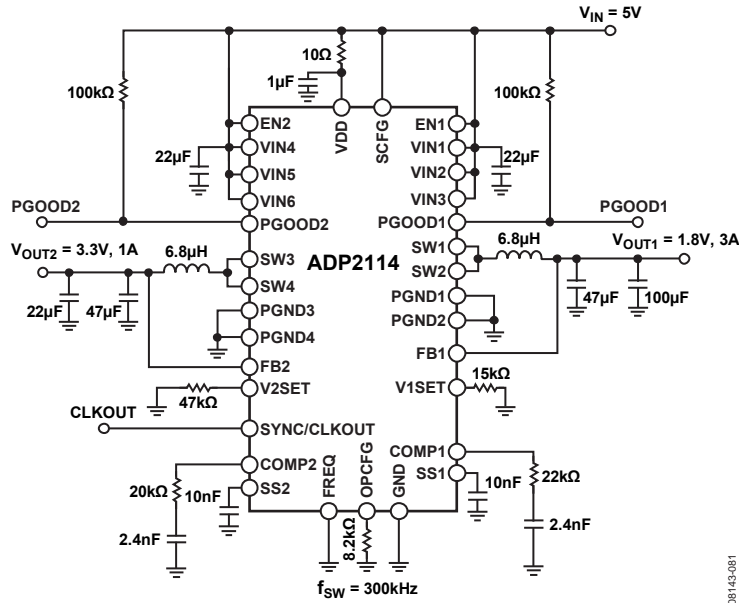 VIN = 5V
10Ω
1µF
100kΩ
100kΩ
VDD
SCFG
EN2
EN1
VIN4
VIN1
22µF
22µF
VIN5
VIN2
VIN6
VIN3
PGOOD2
PGOOD2
PGOOD1
PGOOD1
VOUT2 = 3.3V, 1A
6.8µH
SW3
ADP2114
SW1
6.8µH
VOUT1 = 1.8V, 3A
SW4
SW2
22µF
47µF
PGND3
PGND1
47µF
100µF
PGND4
PGND2
FB2
FB1
V2SET
V1SET
15kΩ
47kΩ
CLKOUT
SYNC/CLKOUT
COMP1
COMP2
SS1
20kΩ
10nF
SS2
FREQ
OPCFG
GND
10nF
22kΩ
2.4nF
8.2kΩ
2.4nF
fSW = 300kHz
08143-081